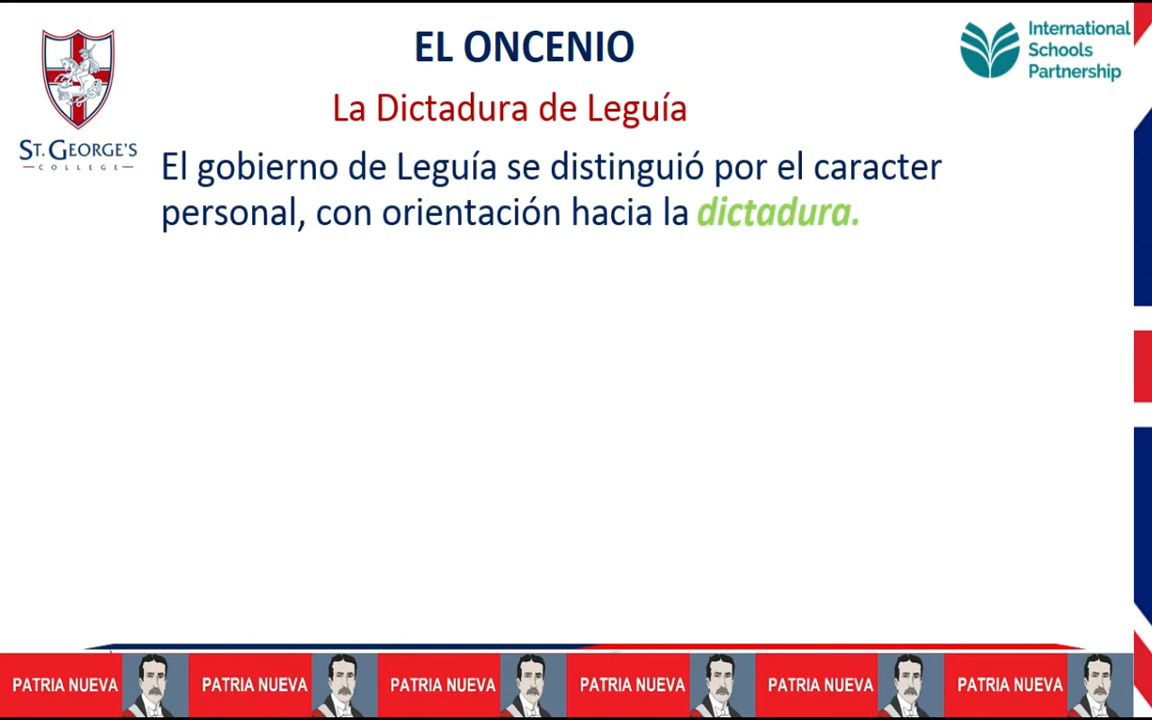 EL ONCENIO
La Dictadura de Leguía
El gobierno de Leguía se distinguió por el caracter
personal, con orientación hacia la dictadura.
ST. GEORGE'S
COLLEGE
International
Schools
Partnership
PATRIA NUEVA PATRIA NUEVA PATRIA NUEVA PATRIA NUEVA PATRIA NUEVA PATRIA NUEVA